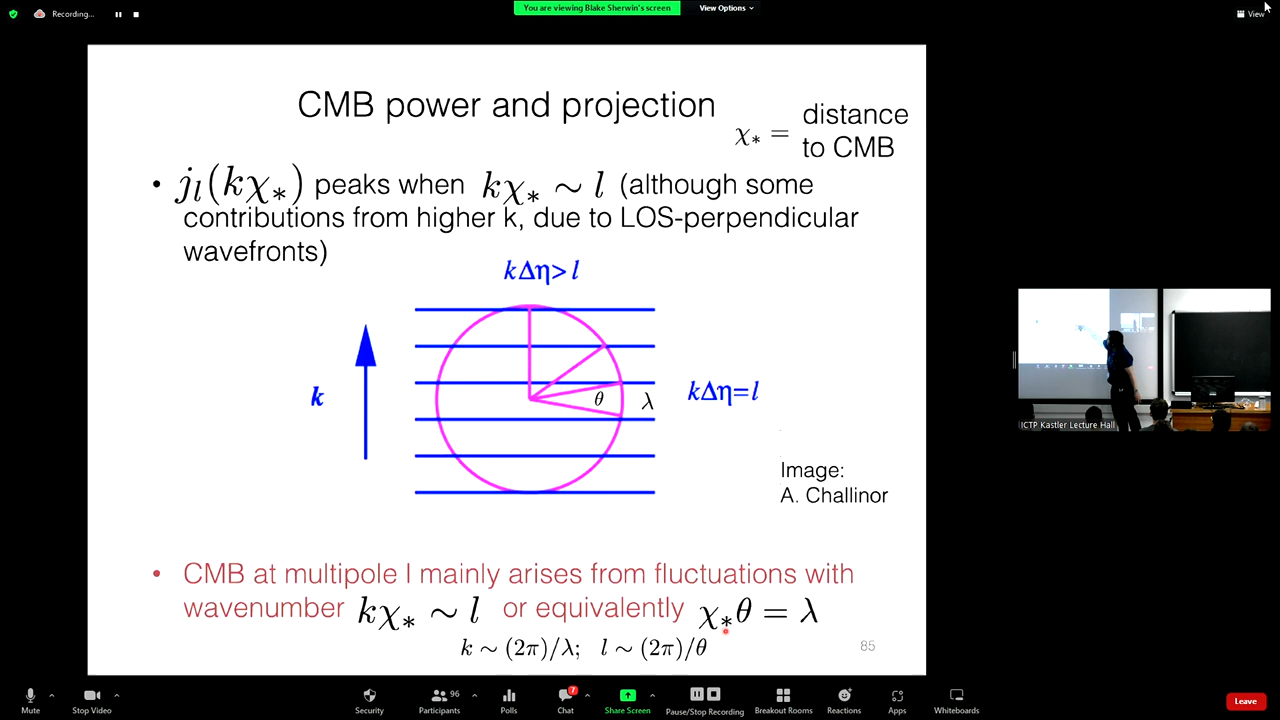 Recording...
You are viewing Blake Sherwin's screen
View Options
View
CMB power and projection
χ* = distance to CMB
• j_l(kχ*) peaks when kχ* ∼ l (although some
contributions from higher k, due to LOS-perpendicular
wavefronts)
kΔη> l
k
θ
λ
kΔη=l
Image:
A. Challinor
• CMB at multipole l mainly arises from fluctuations with
wavenumber kχ* ∼ l or equivalently χ*θ = λ
k ∼ (2π)/λ; l ∼ (2π)/θ
85
ICTP Kastler Lecture Hall
Mute
Stop Video
Security
96
Participants
Polls
7
Chat
Share Screen
Pause/Stop Recording
Breakout Rooms
Reactions
Apps
Whiteboards
Leave